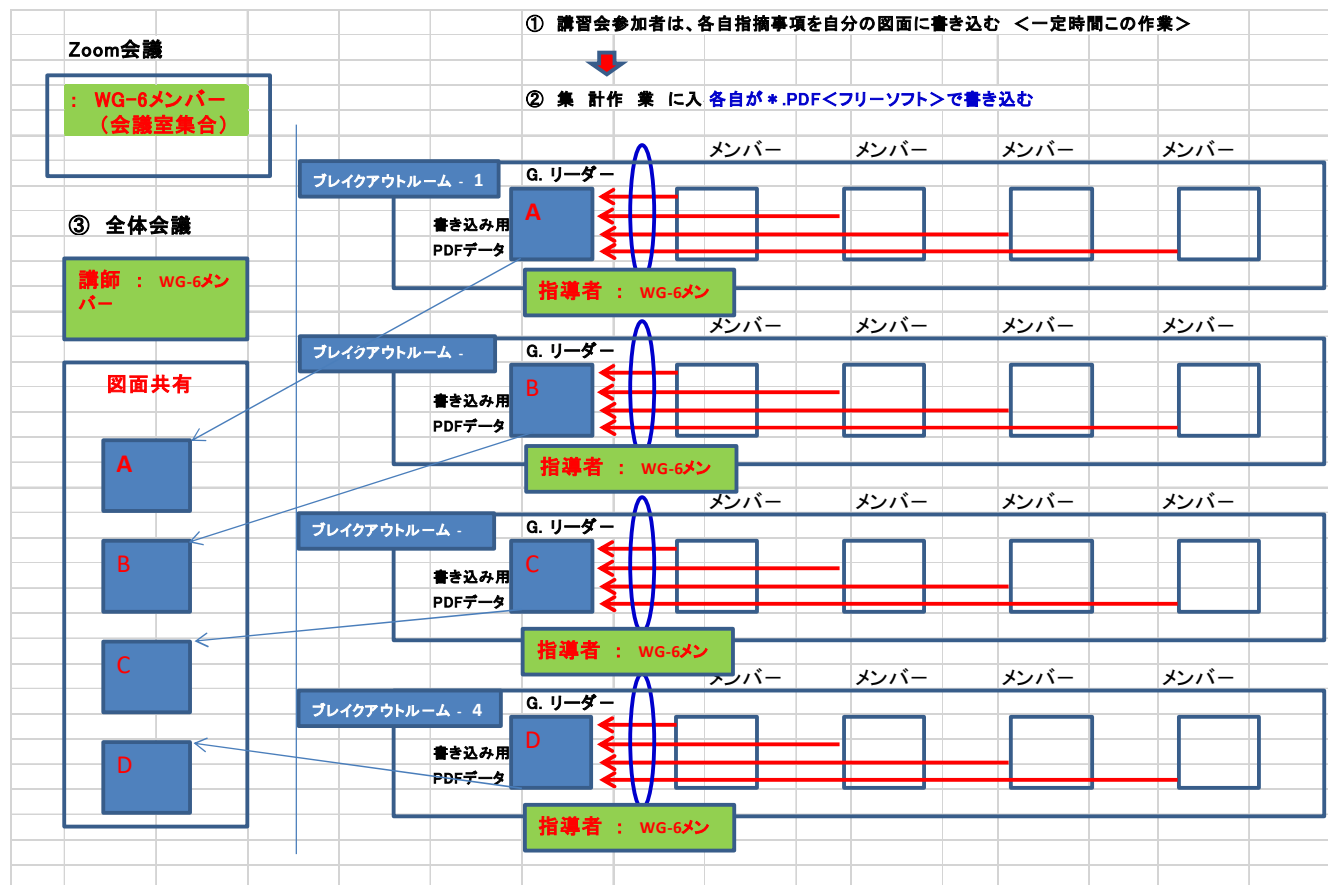 ① 講習会参加者は、各自指摘事項を自分の図面に書き込む <一定時間この作業>
② 集 計作 業 に入 各自が*.PDF<フリーソフト>で書き込む
Zoom会議
: WG-6メンバー
(会議室集合)
③ 全体会議
講師 : WG-6メン
バー
図面共有
A
B
C
D
メンバー メンバー メンバー メンバー
ブレイクアウトルーム - 1
G. リーダー
A
書き込み用
PDFデータ
指導者 : WG-6メン
メンバー メンバー メンバー メンバー
ブレイクアウトルーム -
G. リーダー
B
書き込み用
PDFデータ
指導者 : WG-6メン
メンバー メンバー メンバー メンバー
ブレイクアウトルーム -
G. リーダー
C
書き込み用
PDFデータ
指導者 : WG-6メン
メンバー メンバー メンバー メンバー
ブレイクアウトルーム - 4
G. リーダー
D
書き込み用
PDFデータ
指導者 : WG-6メン